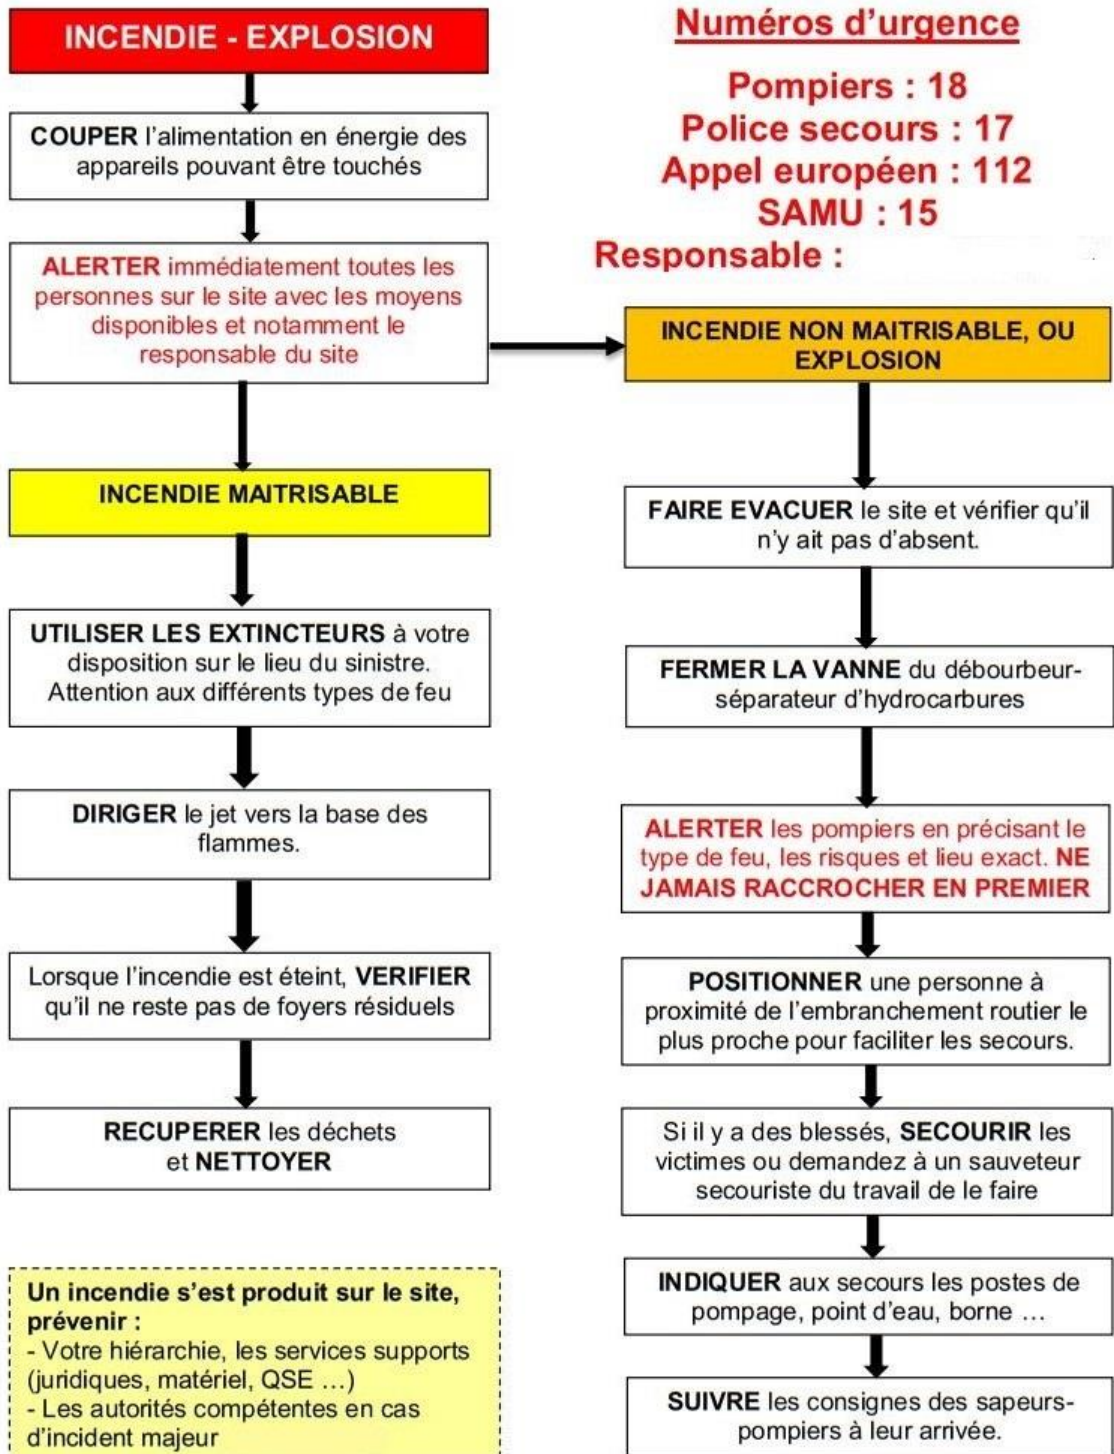 INCENDIE - EXPLOSION
COUPER l'alimentation en énergie des
appareils pouvant être touchés
ALERTER immédiatement toutes les
personnes sur le site avec les moyens
disponibles et notamment le
responsable du site
INCENDIE MAITRISABLE
UTILISER LES EXTINCTEURS à votre
disposition sur le lieu du sinistre.
Attention aux différents types de feu
DIRIGER le jet vers la base des
flammes.
Lorsque l'incendie est éteint, VERIFIER
qu'il ne reste pas de foyers résiduels
RECUPERER les déchets
et NETTOYER
Un incendie s'est produit sur le site,
prévenir :
- Votre hiérarchie, les services supports
(juridiques, matériel, QSE ...)
- Les autorités compétentes en cas
d'incident majeur
Numéros d'urgence
Pompiers : 18
Police secours : 17
Appel européen : 112
SAMU : 15
Responsable :
INCENDIE NON MAITRISABLE, OU
EXPLOSION
FAIRE EVACUER le site et vérifier qu'il
n'y ait pas d'absent.
FERMER LA VANNE du débourbeur-
séparateur d'hydrocarbures
ALERTER les pompiers en précisant le
type de feu, les risques et lieu exact. NE
JAMAIS RACCROCHER EN PREMIER
POSITIONNER une personne à
proximité de l'embranchement routier le
plus proche pour faciliter les secours.
Si il y a des blessés, SECOURIR les
victimes ou demandez à un sauveteur
secouriste du travail de le faire
INDIQUER aux secours les postes de
pompage, point d'eau, borne ...
SUIVRE les consignes des sapeurs-
pompiers à leur arrivée.